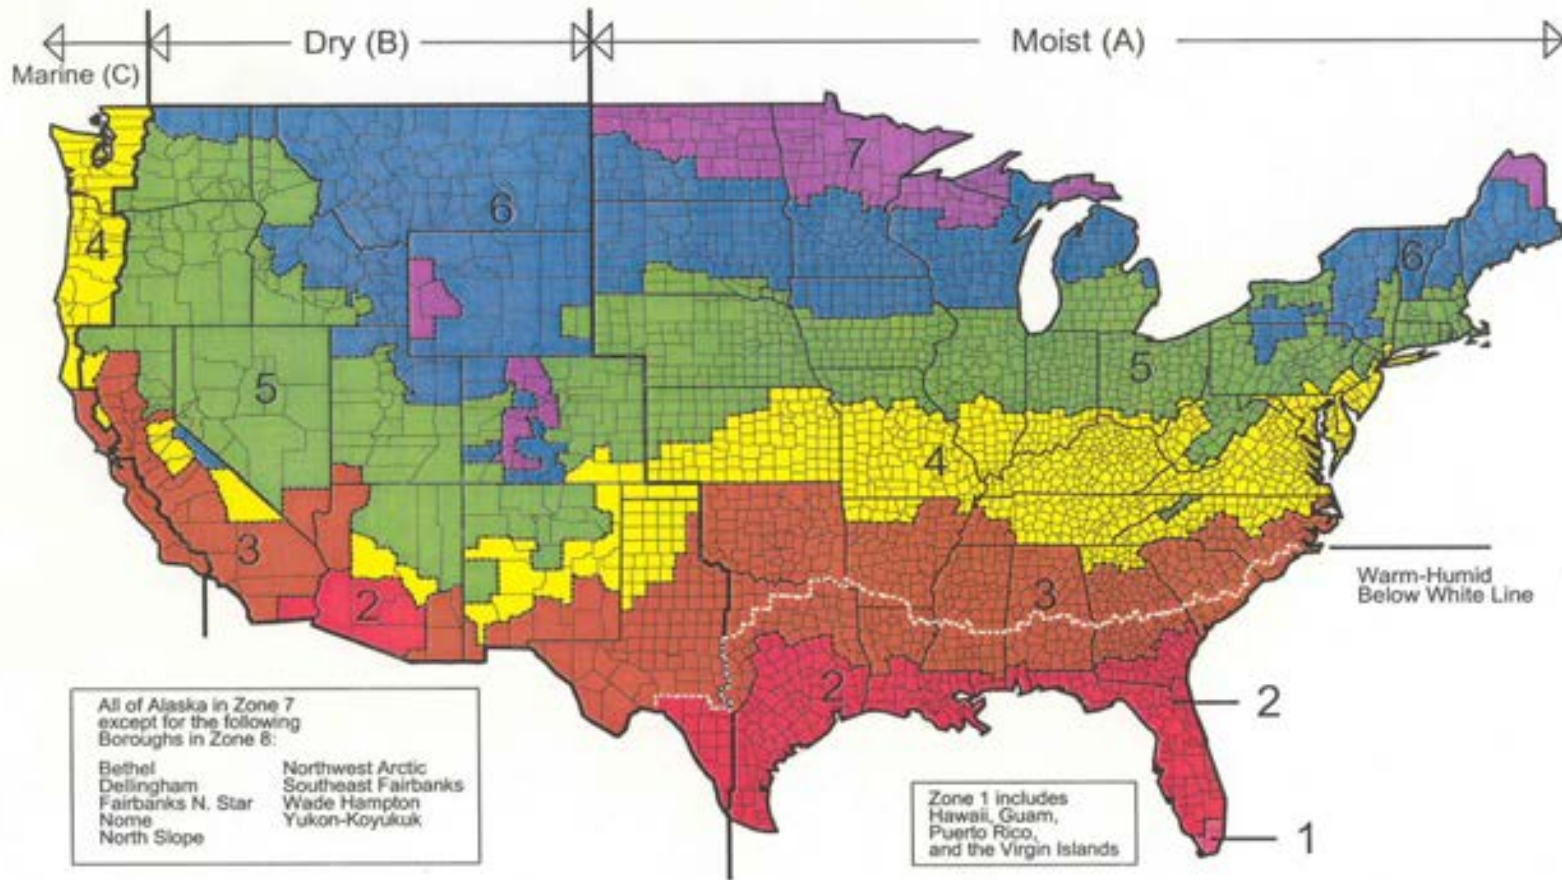 Marine (C)
Dry (B)
Moist (A)
7
6
4
6
5
5
4
3
3
2
2
2
1
Warm-Humid
Below White Line
All of Alaska in Zone 7
except for the following
Boroughs in Zone 8:
Bethel
Dellingham
Fairbanks N. Star
Nome
North Slope
Northwest Arctic
Southeast Fairbanks
Wade Hampton
Yukon-Koyukuk
Zone 1 includes
Hawaii, Guam,
Puerto Rico,
and the Virgin Islands